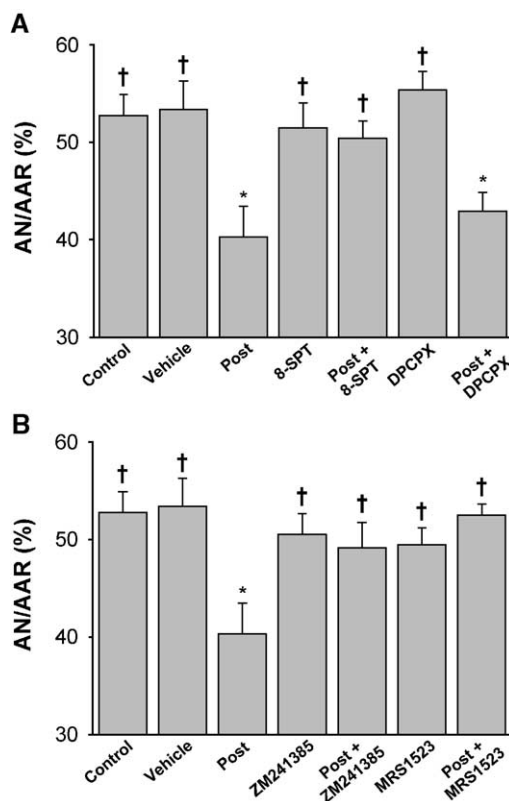 A
60
50
40
30
AN/AAR (%)
†
†
*
†
†
†
*
Control
Vehicle
Post
8-SPT
Post +
8-SPT
DPCPX
Post +
DPCPX
B
60
50
40
30
AN/AAR (%)
†
†
*
†
†
†
†
Control
Vehicle
Post
ZM241385
Post +
ZM241385
MRS1523
Post +
MRS1523